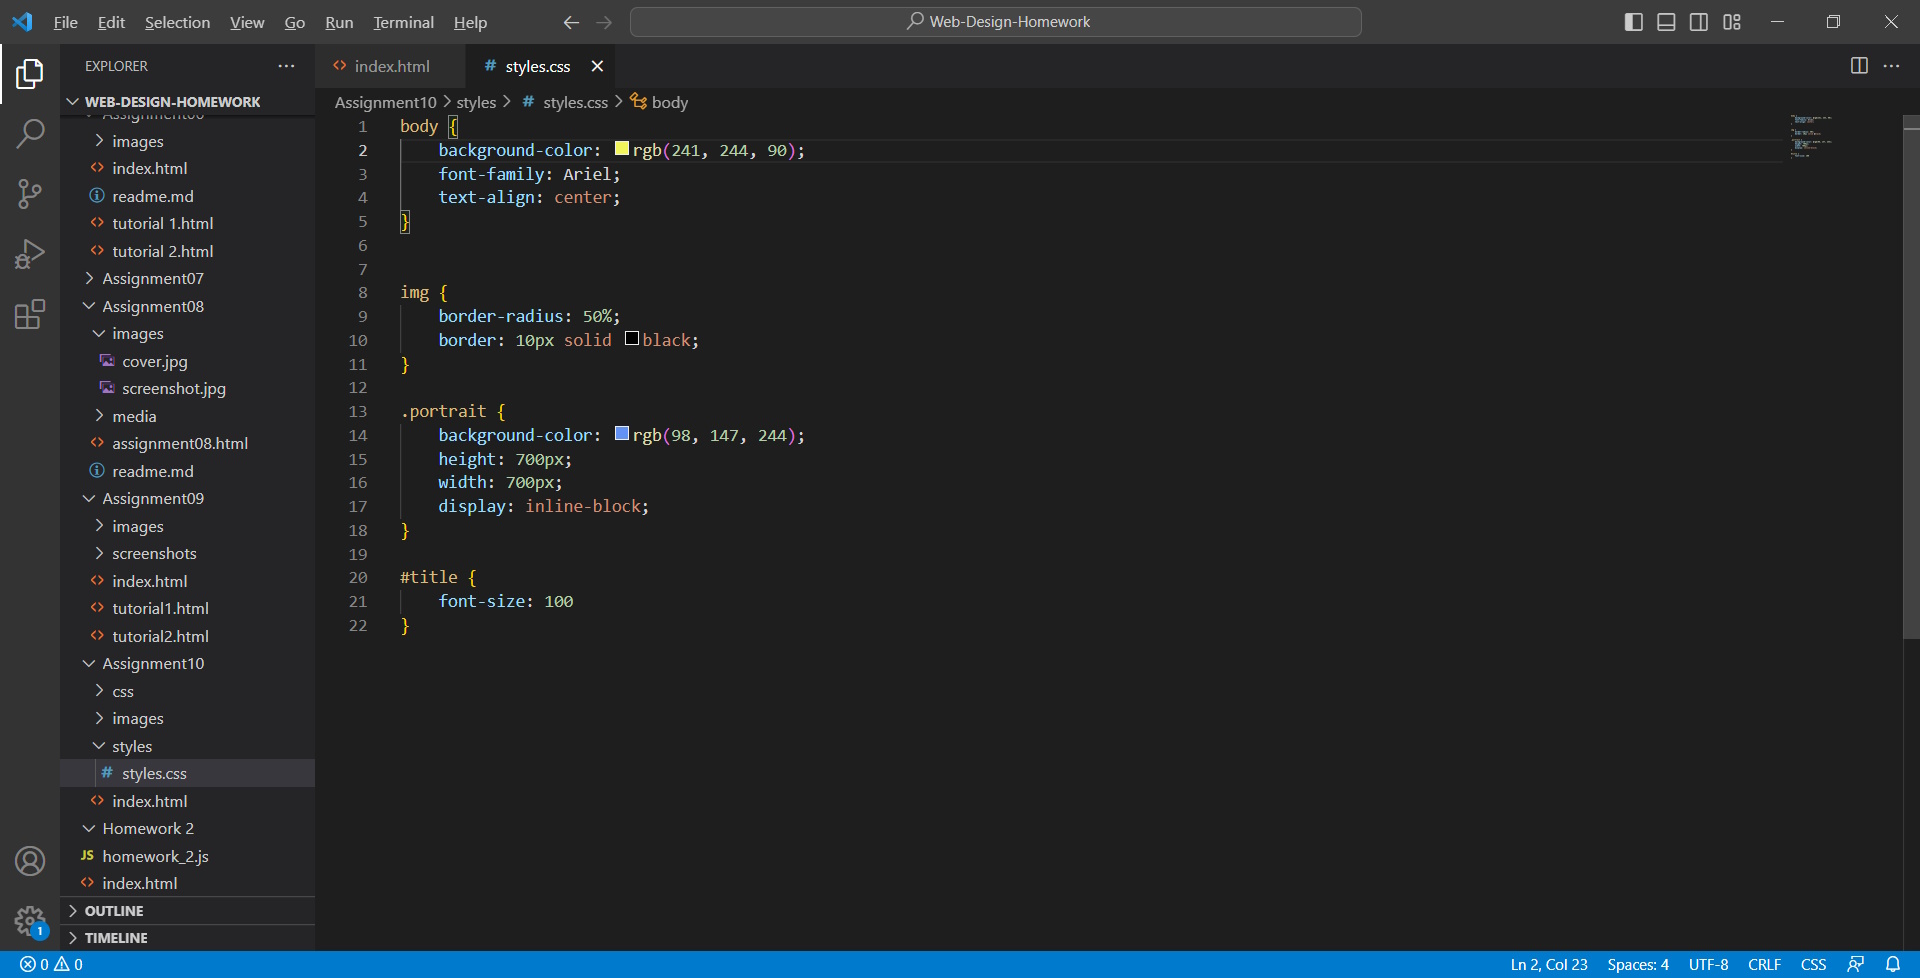 File Edit Selection View Go Run Terminal Help
Web-Design-Homework
EXPLORER
WEB-DESIGN-HOMEWORK
images
index.html
readme.md
tutorial 1.html
tutorial 2.html
Assignment07
Assignment08
images
cover.jpg
screenshot.jpg
media
assignment08.html
readme.md
Assignment09
images
screenshots
index.html
tutorial1.html
tutorial2.html
Assignment10
css
images
styles
# styles.css
index.html
Homework 2
JS homework_2.js
index.html
OUTLINE
TIMELINE
1
index.html # styles.css
Assignment10 > styles > # styles.css > body
1 body {
2 background-color: rgb(241, 244, 90);
3 font-family: Ariel;
4 text-align: center;
5 }
6
7
8 img {
9 border-radius: 50%;
10 border: 10px solid black;
11 }
12
13 .portrait {
14 background-color: rgb(98, 147, 244);
15 height: 700px;
16 width: 700px;
17 display: inline-block;
18 }
19
20 #title {
21 font-size: 100
22 }
0 0 Ln 2, Col 23 Spaces: 4 UTF-8 CRLF CSS